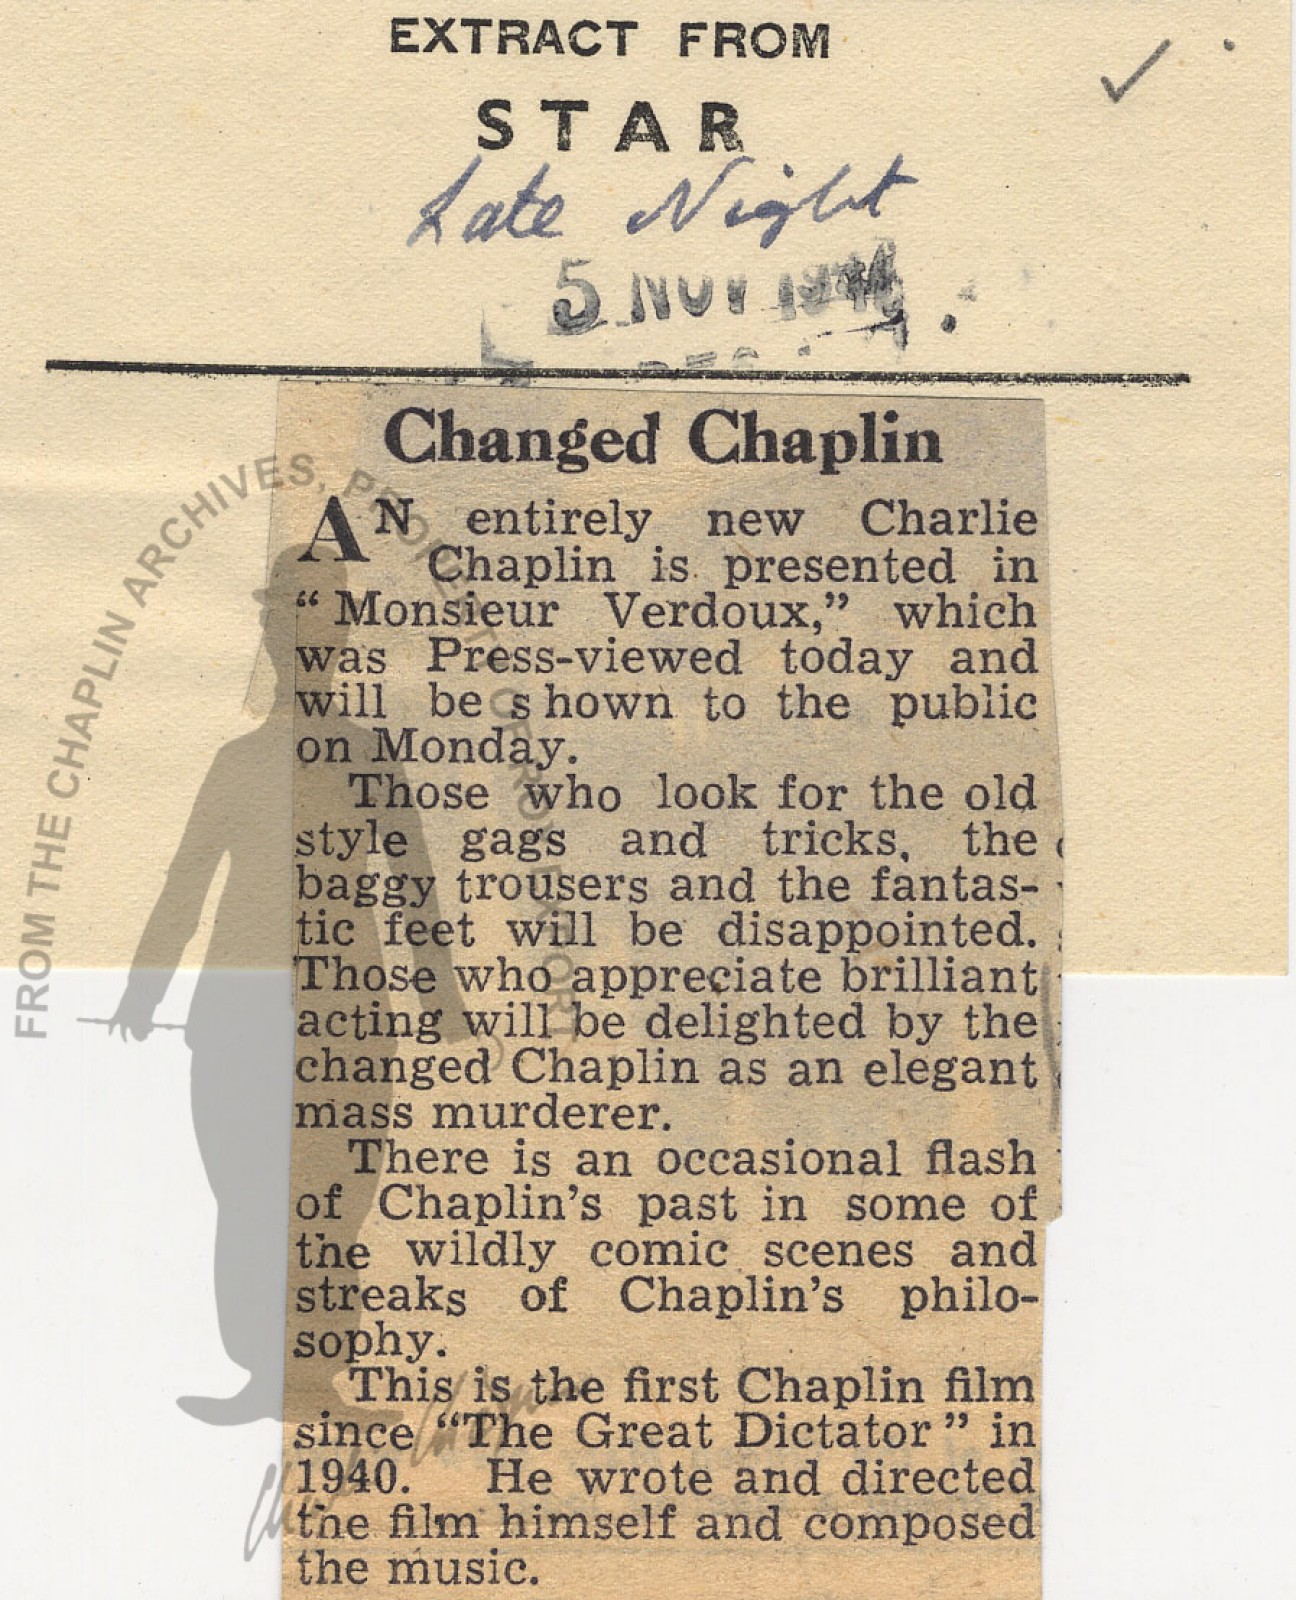 EXTRACT FROM
STAR
Late Night
5 NOV
Changed Chaplin
AN entirely new Charlie
Chaplin is presented in
“Monsieur Verdoux,” which
was Press-viewed today and
will be shown to the public
on Monday.
Those who look for the old
style gags and tricks, the
baggy trousers and the fantas-
tic feet will be disappointed.
Those who appreciate brilliant
acting will be delighted by the
changed Chaplin as an elegant
mass murderer.
There is an occasional flash
of Chaplin’s past in some of
the wildly comic scenes and
streaks of Chaplin’s philo-
sophy.
This is the first Chaplin film
since “The Great Dictator” in
1940. He wrote and directed
the film himself and composed
the music.
FROM THE CHAPLIN ARCHIVES, PROPERTY OF ROY EXPORT